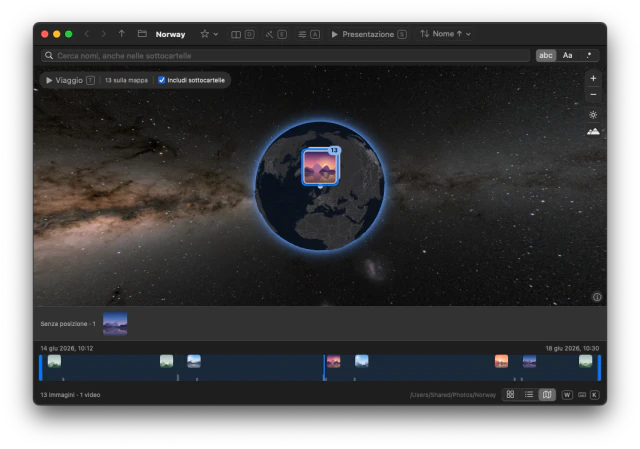 Norway D E A Presentazione S Nome
Cerca nomi, anche nelle sottocartelle abc Aa .*
Viaggio T 13 sulla mappa Includi sottocartelle
13
Senza posizione · 1
14 giu 2026, 10:12 18 giu 2026, 10:30
13 immagini · 1 video /Users/Shared/Photos/Norway W K